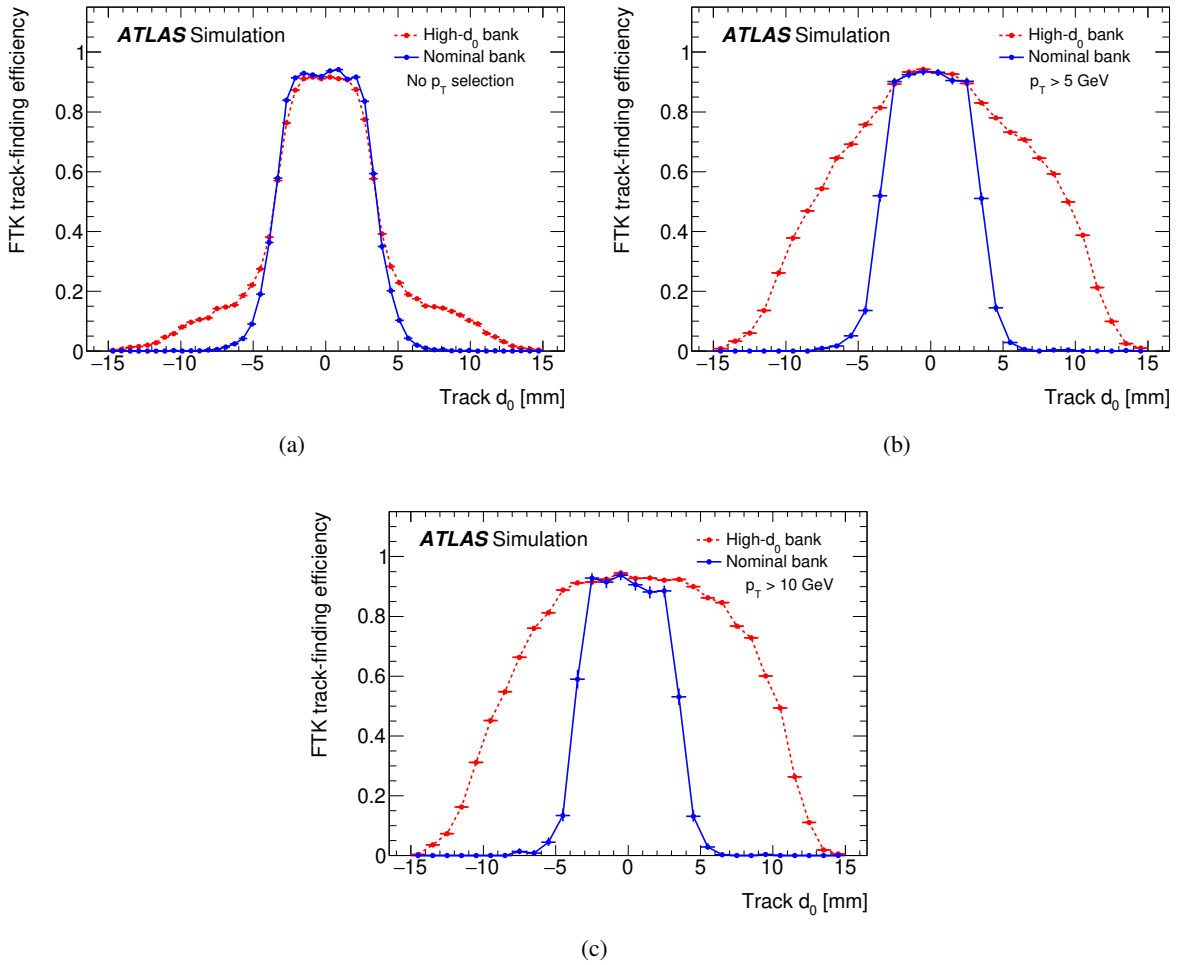 ATLAS Simulation
High-d0 bank
Nominal bank
No pT selection
FTK track-finding efficiency
1
0.8
0.6
0.4
0.2
0
−15 −10 −5 0 5 10 15
Track d0 [mm]
(a)
ATLAS Simulation
High-d0 bank
Nominal bank
pT > 5 GeV
FTK track-finding efficiency
1
0.8
0.6
0.4
0.2
0
−15 −10 −5 0 5 10 15
Track d0 [mm]
(b)
ATLAS Simulation
High-d0 bank
Nominal bank
pT > 10 GeV
FTK track-finding efficiency
1
0.8
0.6
0.4
0.2
0
−15 −10 −5 0 5 10 15
Track d0 [mm]
(c)